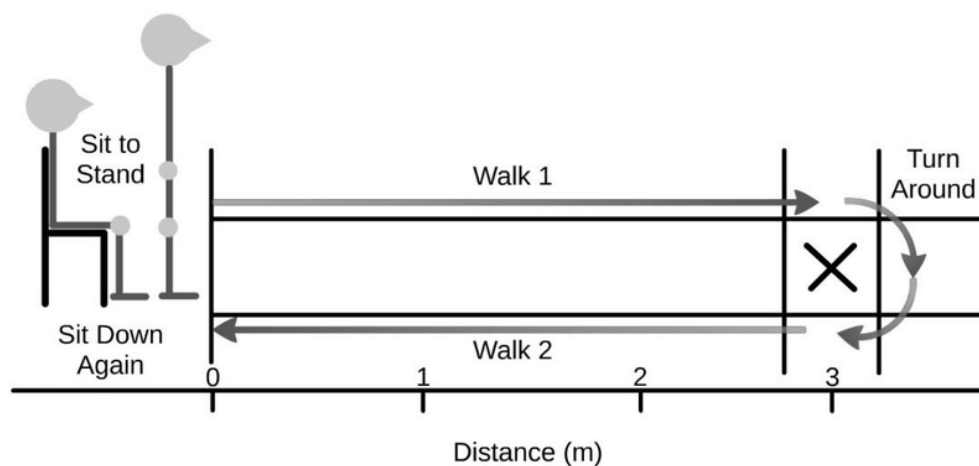 Sit to
Stand
Walk 1
Turn
Around
Sit Down
Again
Walk 2
0
1
2
3
Distance (m)